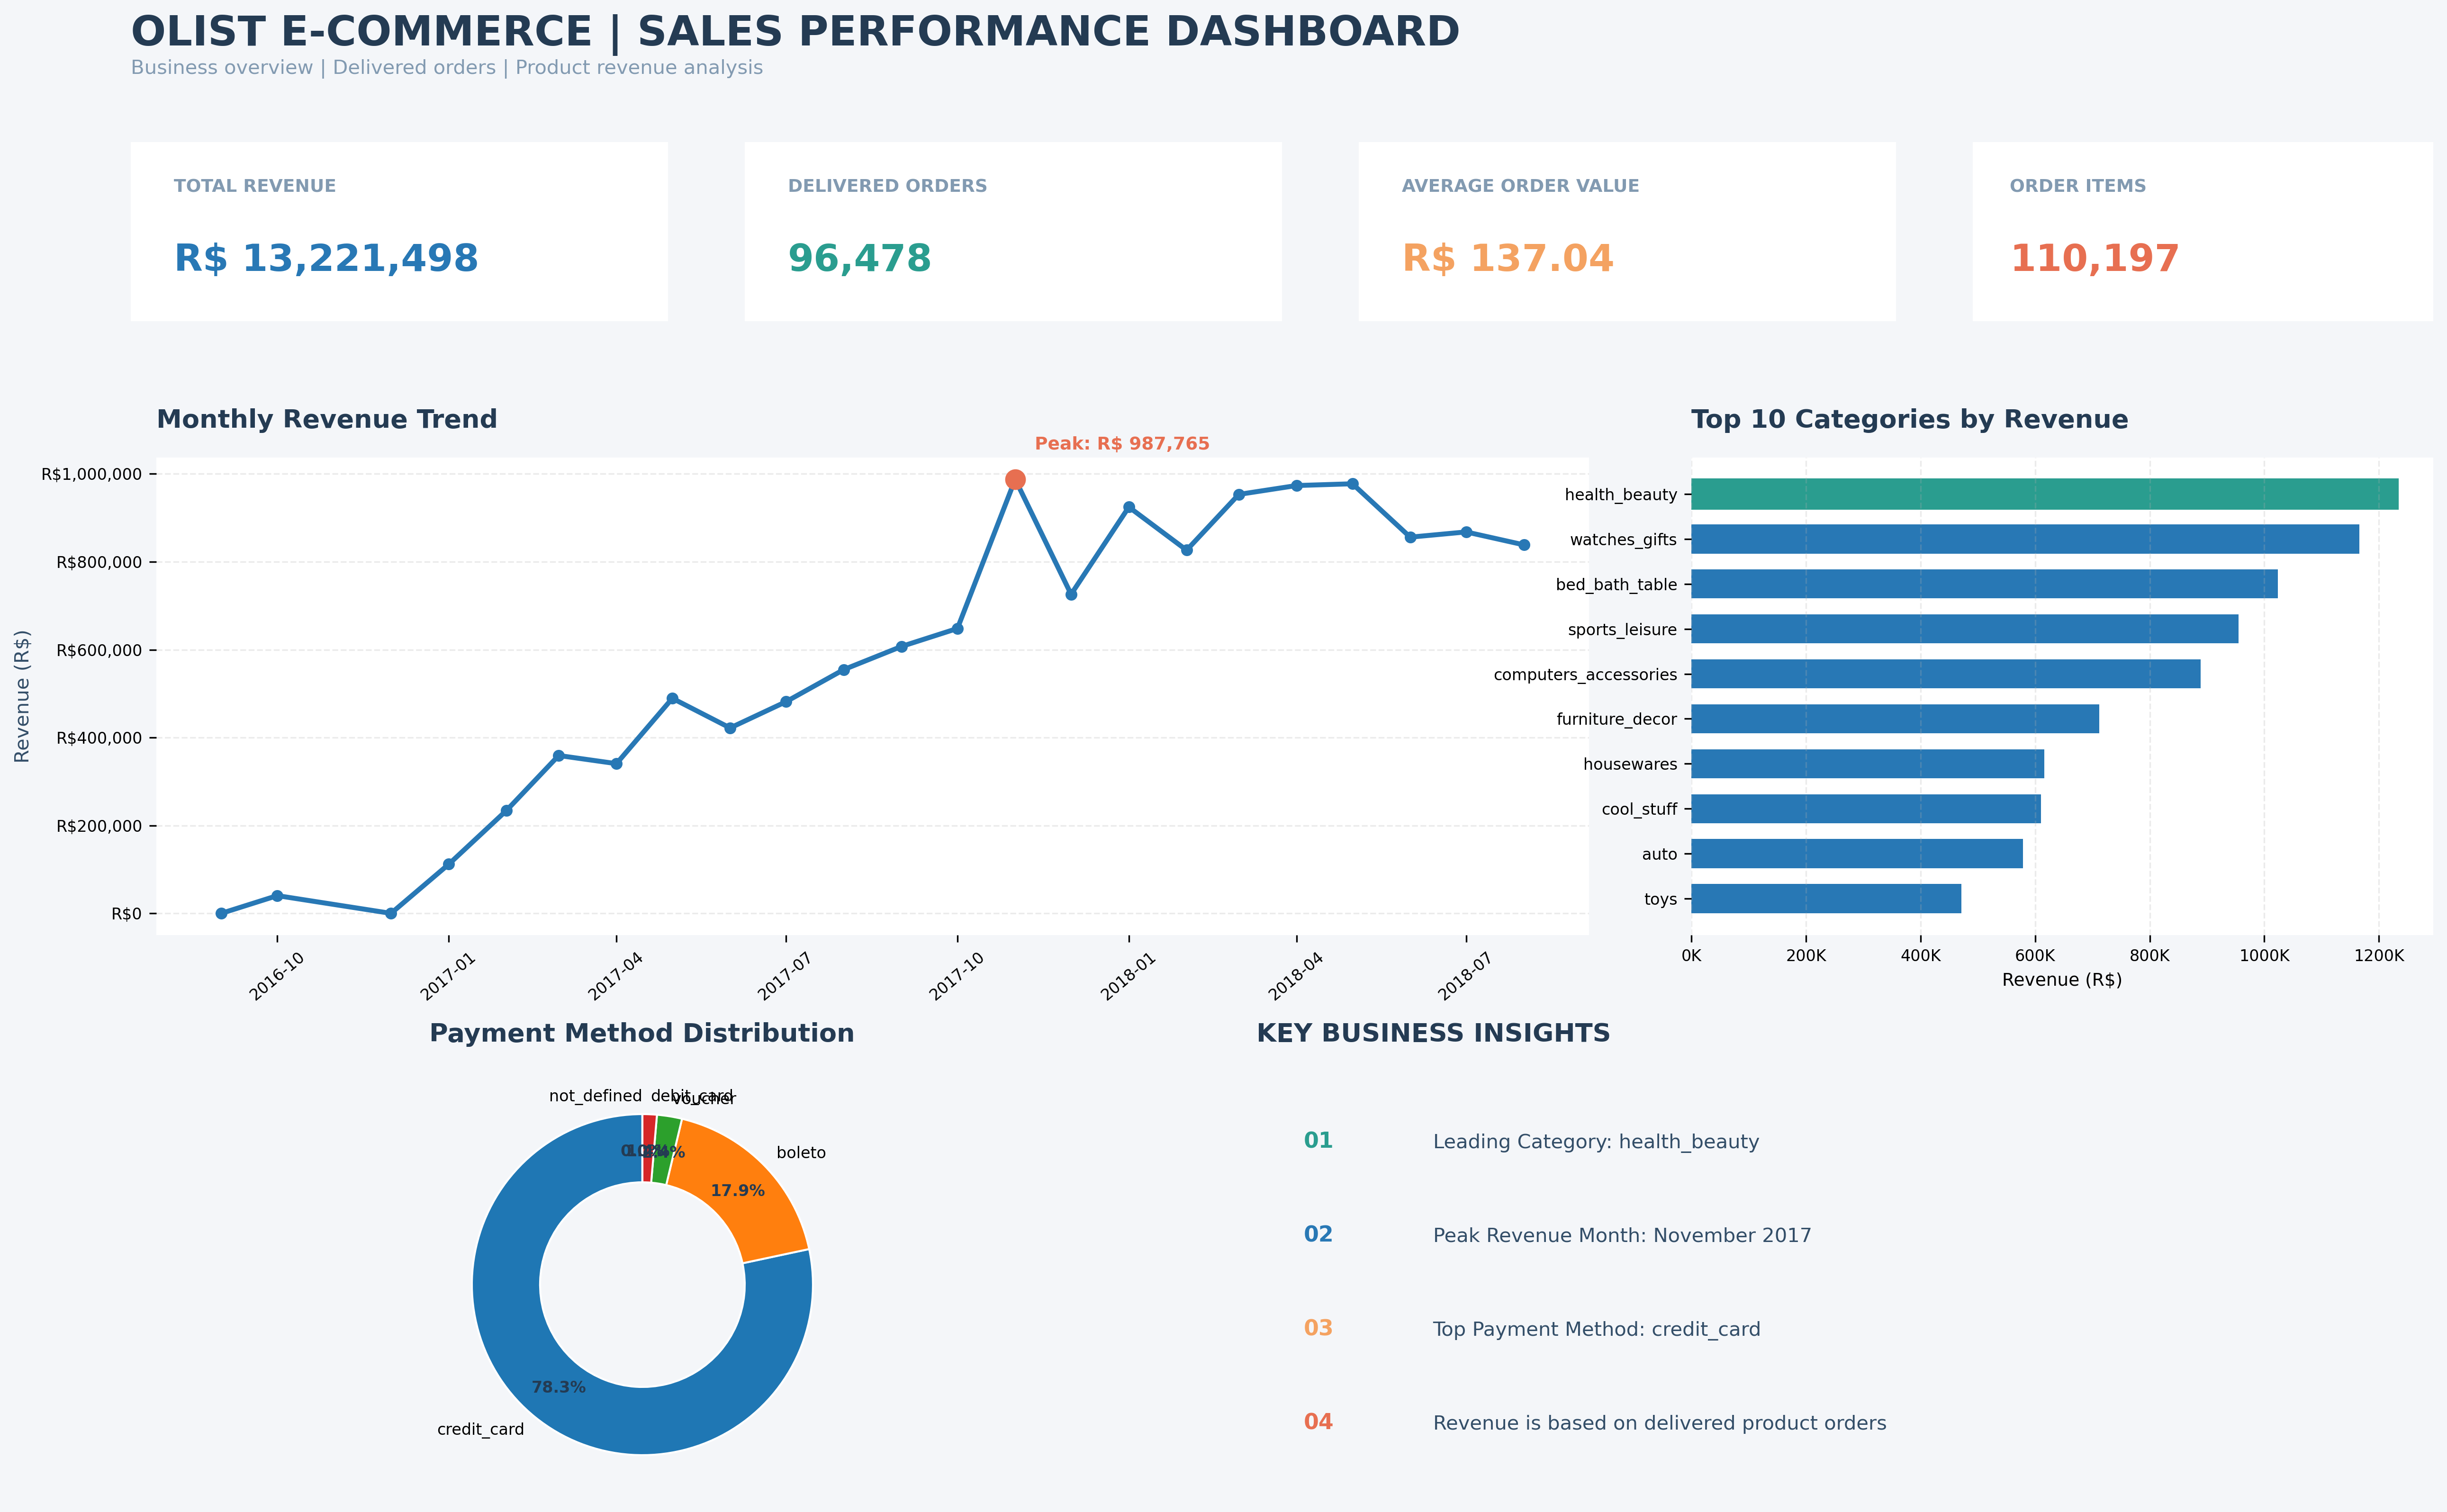 OLIST E-COMMERCE | SALES PERFORMANCE DASHBOARD
Business overview | Delivered orders | Product revenue analysis
TOTAL REVENUE
R$ 13,221,498
DELIVERED ORDERS
96,478
AVERAGE ORDER VALUE
R$ 137.04
ORDER ITEMS
110,197
Monthly Revenue Trend
Peak: R$ 987,765
Revenue (R$)
R$1,000,000
R$800,000
R$600,000
R$400,000
R$200,000
R$0
2016-10
2017-01
2017-04
2017-07
2017-10
2018-01
2018-04
2018-07
Top 10 Categories by Revenue
health_beauty
watches_gifts
bed_bath_table
sports_leisure
computers_accessories
furniture_decor
housewares
cool_stuff
auto
toys
0K
200K
400K
600K
800K
1000K
1200K
Revenue (R$)
Payment Method Distribution
not_defined
debit_card
voucher
boleto
17.9%
78.3%
credit_card
KEY BUSINESS INSIGHTS
01
Leading Category: health_beauty
02
Peak Revenue Month: November 2017
03
Top Payment Method: credit_card
04
Revenue is based on delivered product orders